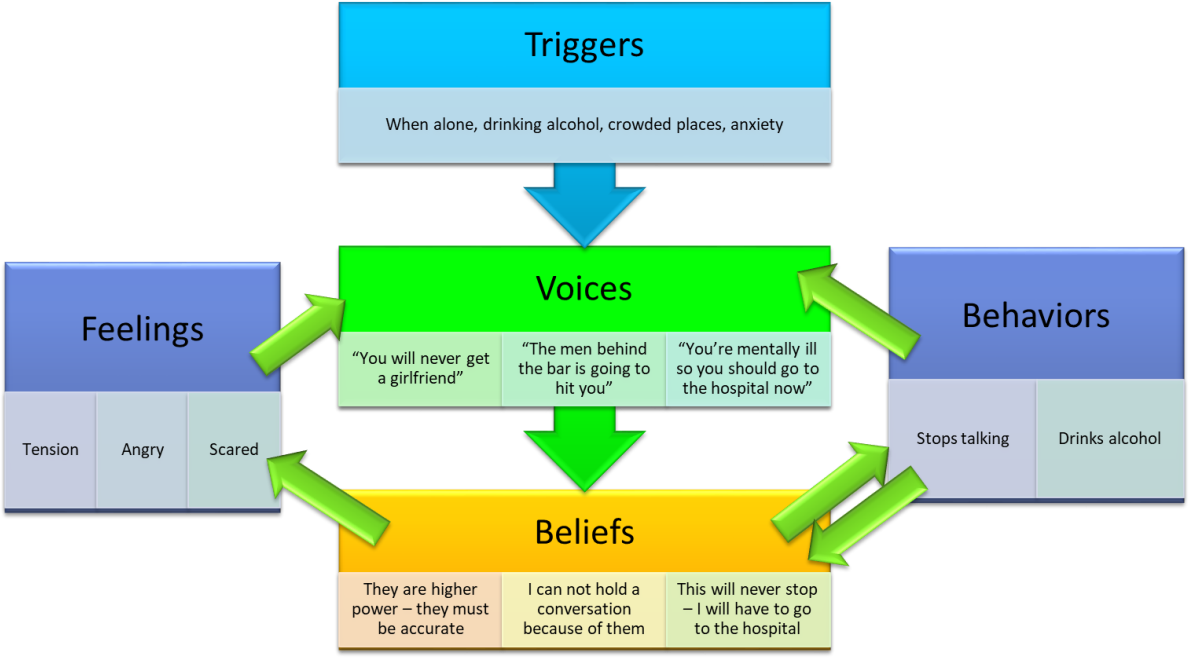 Triggers
When alone, drinking alcohol, crowded places, anxiety
Voices
“You will never get
a girlfriend”
“The men behind
the bar is going to
hit you”
“You’re mentally ill
so you should go to
the hospital now”
Feelings
Tension
Angry
Scared
Behaviors
Stops talking
Drinks alcohol
Beliefs
They are higher
power – they must
be accurate
I can not hold a
conversation
because of them
This will never stop
– I will have to go
to the hospital